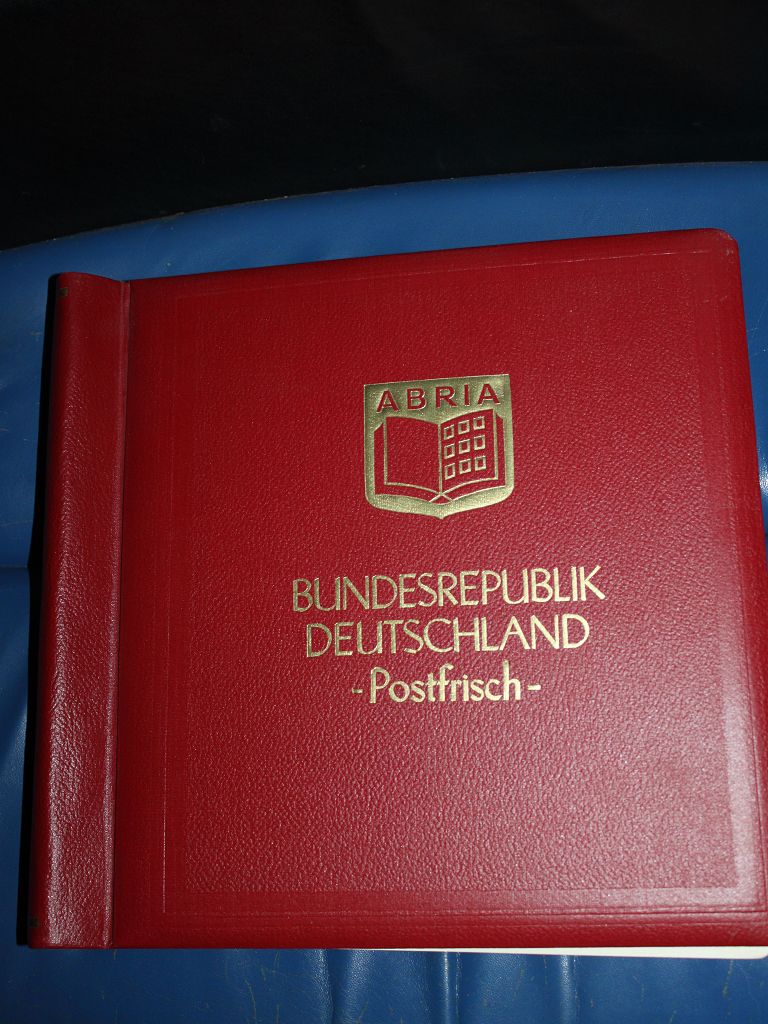 ABRIA
BUNDESREPUBLIK
DEUTSCHLAND
-Postfrisch-